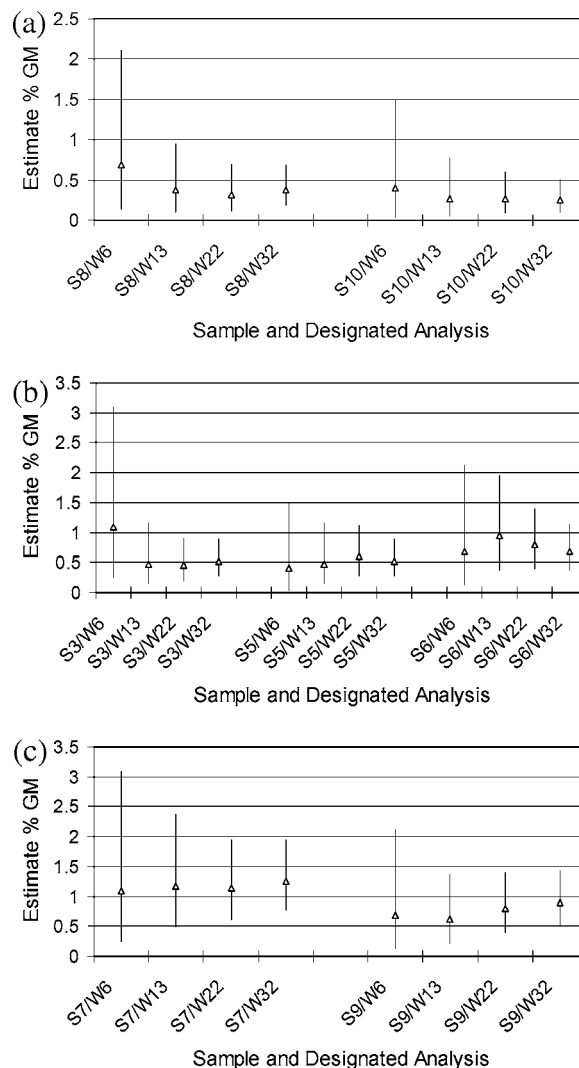 (a)
Estimate % GM
2.5
2
1.5
1
0.5
0
S8/W6
S8/W13
S8/W22
S8/W32
S10/W6
S10/W13
S10/W22
S10/W32
Sample and Designated Analysis
(b)
Estimate % GM
3.5
3
2.5
2
1.5
1
0.5
0
S3/W6
S3/W13
S3/W22
S3/W32
S5/W6
S5/W13
S5/W22
S5/W32
S6/W6
S6/W13
S6/W22
S6/W32
Sample and Designated Analysis
(c)
Estimate % GM
3.5
3
2.5
2
1.5
1
0.5
0
S7/W6
S7/W13
S7/W22
S7/W32
S9/W6
S9/W13
S9/W22
S9/W32
Sample and Designated Analysis